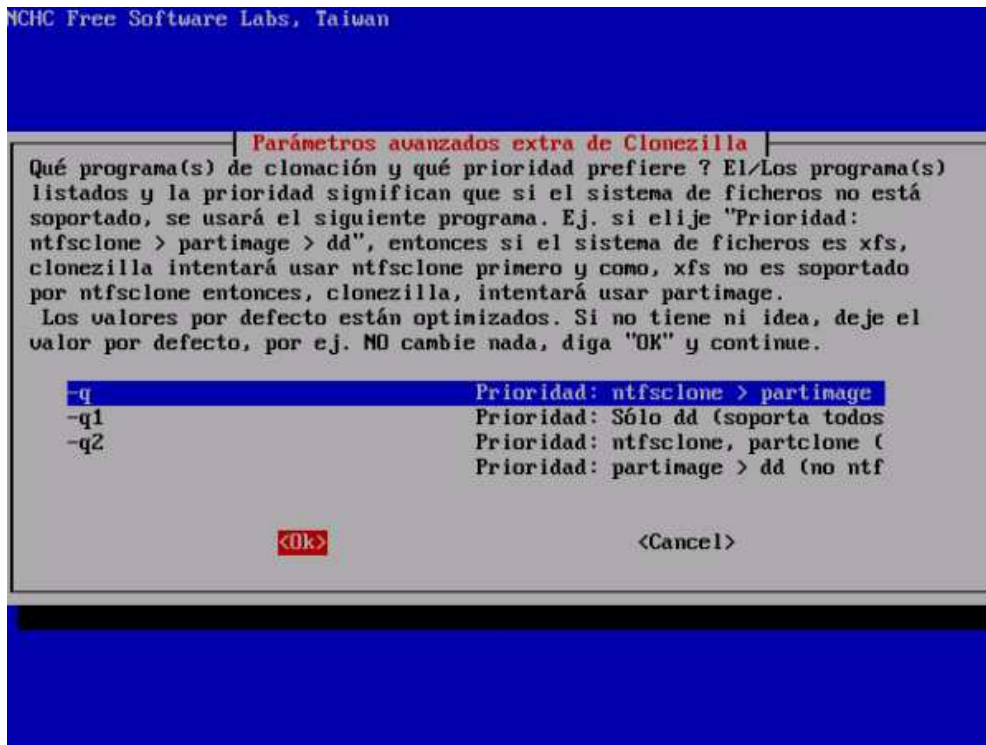 NCHC Free Software Labs, Taiwan
Parámetros avanzados extra de Clonezilla
Qué programa(s) de clonación y qué prioridad prefiere ? El/Los programa(s)
listados y la prioridad significan que si el sistema de ficheros no está
soportado, se usará el siguiente programa. Ej. si elije "Prioridad:
ntfsclone > partimage > dd", entonces si el sistema de ficheros es xfs,
clonezilla intentará usar ntfsclone primero y como, xfs no es soportado
por ntfsclone entonces, clonezilla, intentará usar partimage.
Los valores por defecto están optimizados. Si no tiene ni idea, deje el
valor por defecto, por ej. NO cambie nada, diga "OK" y continue.
-q Prioridad: ntfsclone > partimage
-q1 Prioridad: Sólo dd (soporta todos
-q2 Prioridad: ntfsclone, partclone (
Prioridad: partimage > dd (no ntf
<Ok> <Cancel>